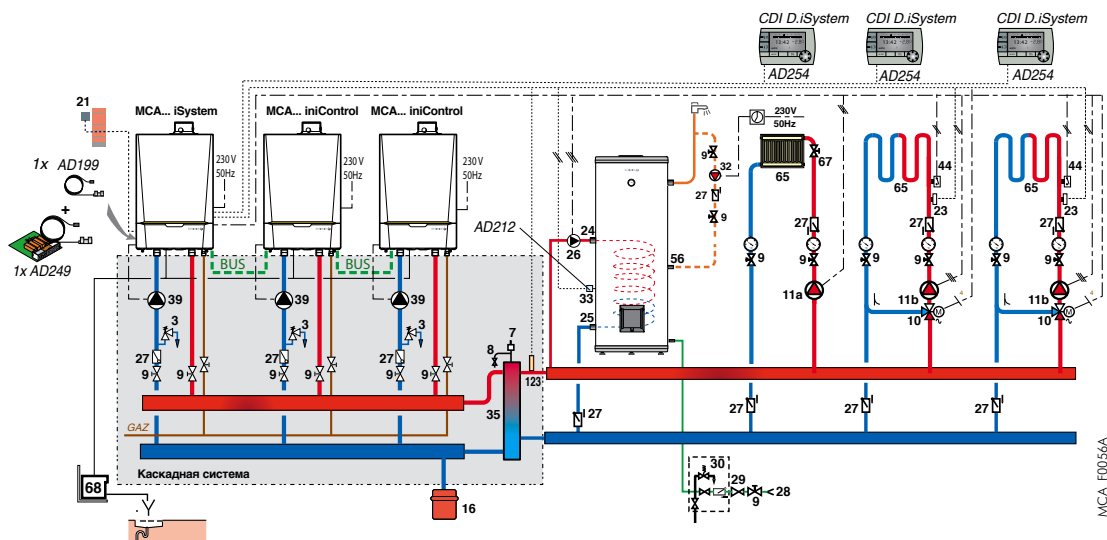 CDI D.iSystem
CDI D.iSystem
CDI D.iSystem
AD254
AD254
AD254
21
MCA... iSystem
MCA... iniControl
MCA... iniControl
230V
50Hz
1x AD199
+
1x AD249
230 V
50Hz
230 V
50Hz
230 V
50Hz
9
32
27
9
65
67
65
44
23
65
44
23
AD212
24
26
33
25
56
27
27
9
9
9
9
9
9
11a
11b
11b
10
M
4
10
M
4
BUS
BUS
39
39
39
3
3
3
27
27
27
9
9
9
9
9
9
7
8
123
35
27
27
27
27
GAZ
Каскадная система
68
16
30
29
9
28
MCA_F0056A